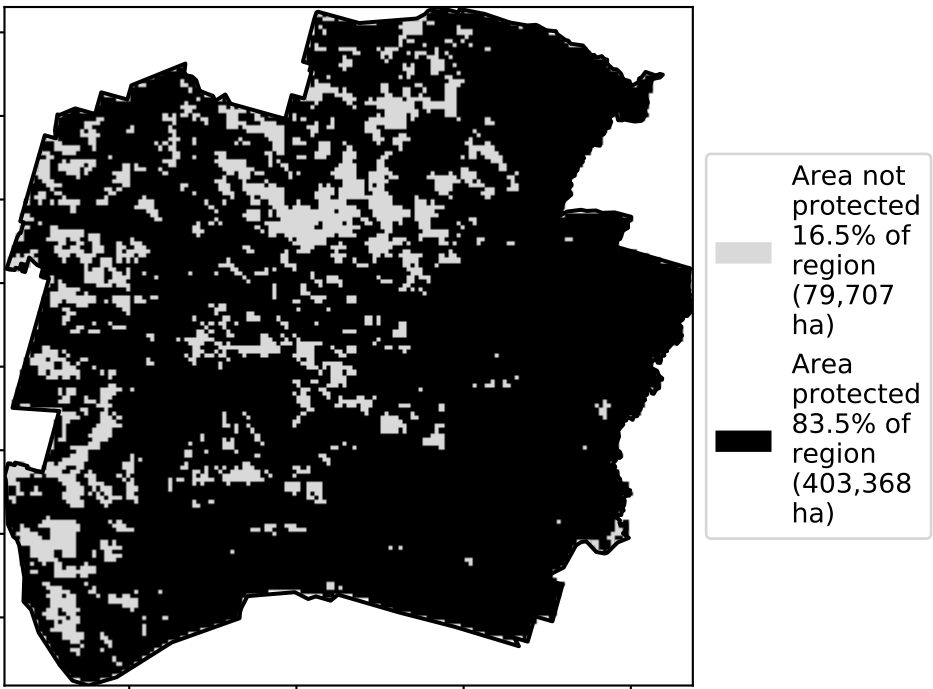 Area not
protected
16.5% of
region
(79,707
ha)
Area
protected
83.5% of
region
(403,368
ha)